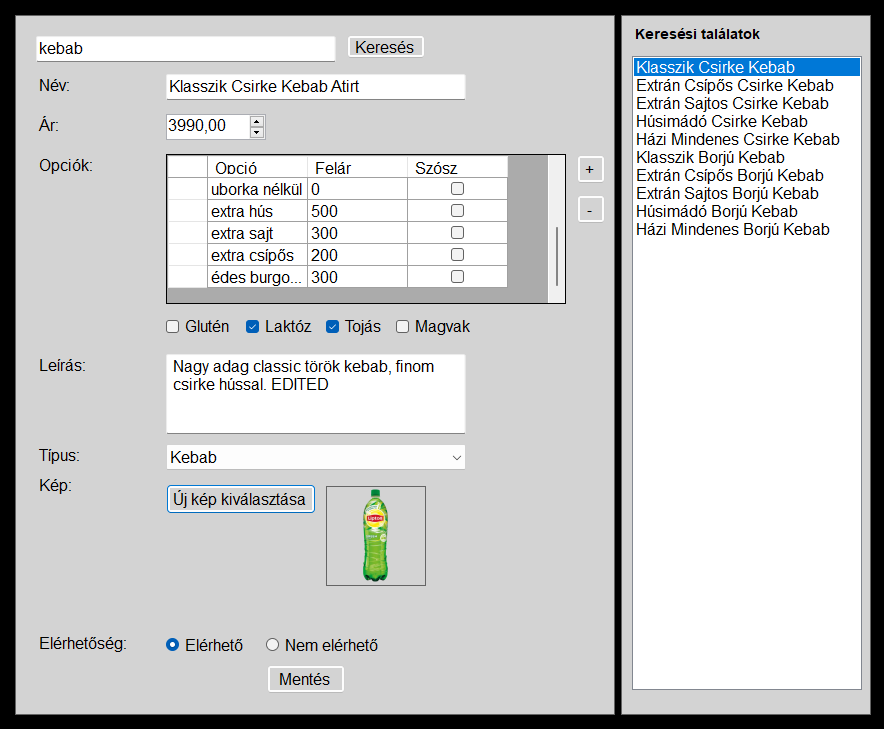 kebab Keresés
Név: Klasszik Csirke Kebab Atirt
Ár: 3990,00
Opciók:
Opció Felár Szósz
uborka nélkül 0
extra hús 500
extra sajt 300
extra csípős 200
édes burgo... 300
+
-
Glutén Laktóz Tojás Magvak
Leírás: Nagy adag classic török kebab, finom
csirke hússal. EDITED
Típus: Kebab
Kép: Új kép kiválasztása
Lipton
Elérhetőség: Elérhető Nem elérhető
Mentés
Keresési találatok
Klasszik Csirke Kebab
Extrán Csípős Csirke Kebab
Extrán Sajtos Csirke Kebab
Húsimádó Csirke Kebab
Házi Mindenes Csirke Kebab
Klasszik Borjú Kebab
Extrán Csípős Borjú Kebab
Extrán Sajtos Borjú Kebab
Húsimádó Borjú Kebab
Házi Mindenes Borjú Kebab